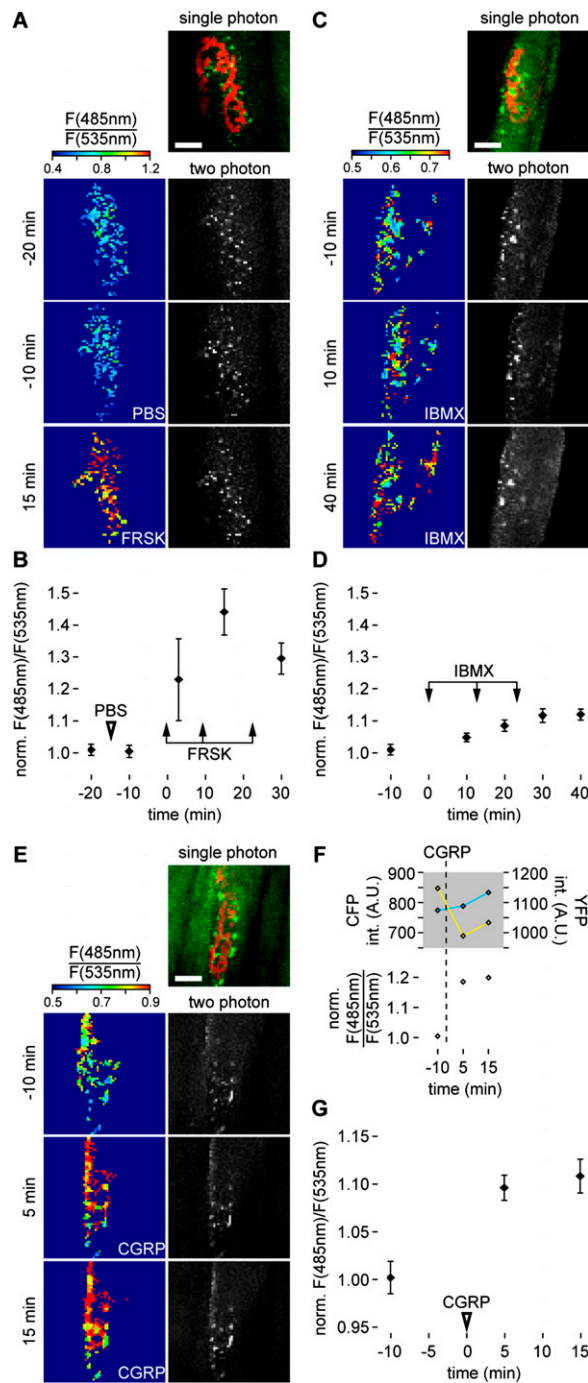 A
single photon
F(485nm)
F(535nm)
0.4 0.8 1.2
two photon
-20 min
-10 min
PBS
15 min
FRSK
B
norm. F(485nm)/F(535nm)
1.5
1.4
1.3
1.2
1.1
1.0
PBS
FRSK
-20 -10 0 10 20 30
time (min)
C
single photon
F(485nm)
F(535nm)
0.5 0.6 0.7
two photon
-10 min
10 min
IBMX
40 min
IBMX
D
norm. F(485nm)/F(535nm)
1.5
1.4
1.3
1.2
1.1
1.0
IBMX
-10 0 10 20 30 40
time (min)
E
single photon
F(485nm)
F(535nm)
0.5 0.7 0.9
two photon
-10 min
5 min
CGRP
15 min
CGRP
F
CGRP
CFP
int. (A.U.)
900
800
700
1200
1100
1000
YFP
int. (A.U.)
norm.
F(485nm)
F(535nm)
1.2
1.1
1.0
-10 5 15
time (min)
G
norm. F(485nm)/F(535nm)
1.15
1.10
1.05
1.00
0.95
CGRP
-10 -5 0 5 10 15
time (min)